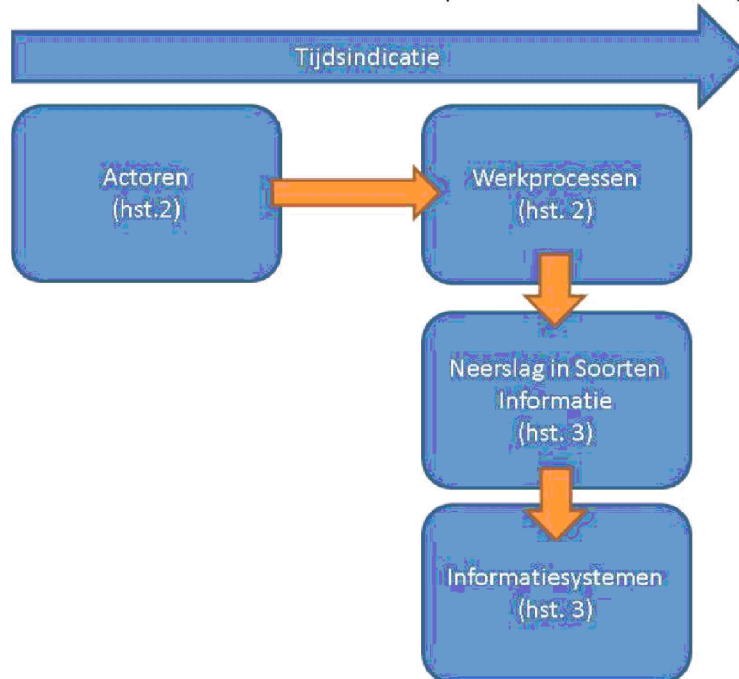 Tijdsindicatie
Actoren
(hst.2)
Werkprocessen
(hst. 2)
Neerslag in Soorten
Informatie
(hst. 3)
Informatiesystemen
(hst. 3)